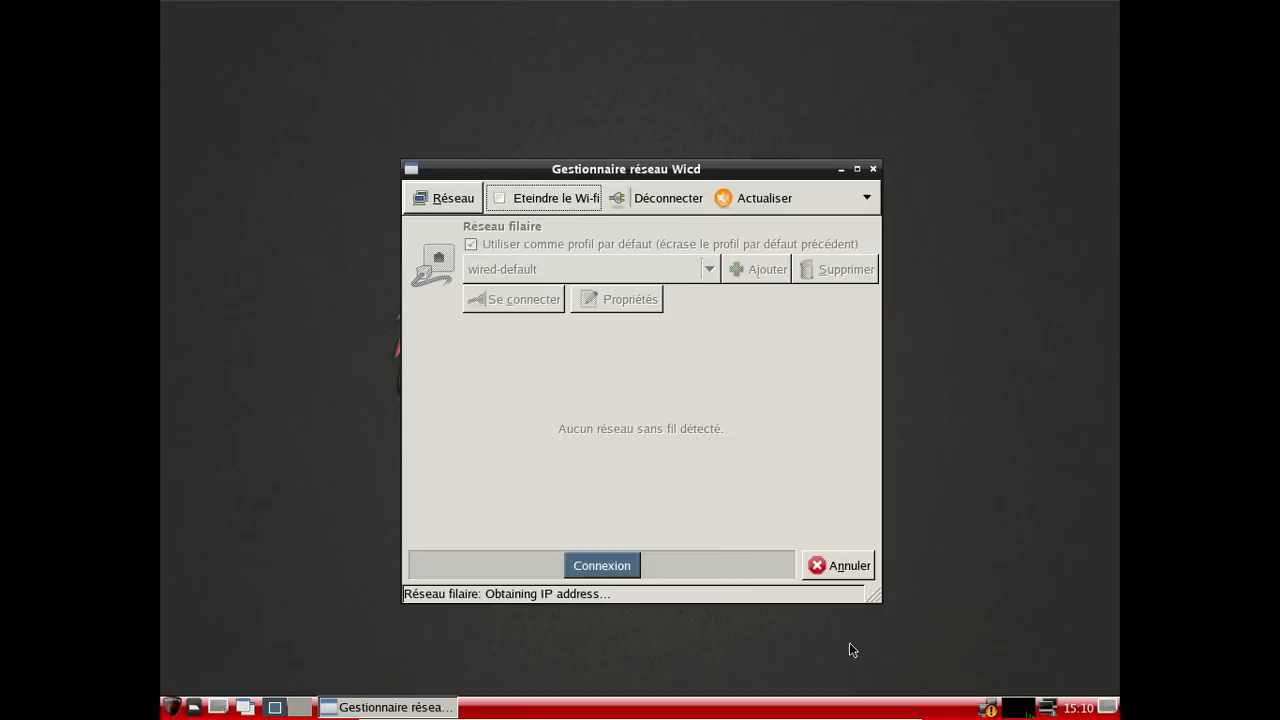 Gestionnaire réseau Wicd
Réseau Eteindre le Wi-fi Déconnecter Actualiser
Réseau filaire
Utiliser comme profil par défaut (écrase le profil par défaut précédent)
wired-default Ajouter Supprimer
Se connecter Propriétés
Aucun réseau sans fil détecté.
Connexion Annuler
Réseau filaire: Obtaining IP address...
Gestionnaire résea... 15:10